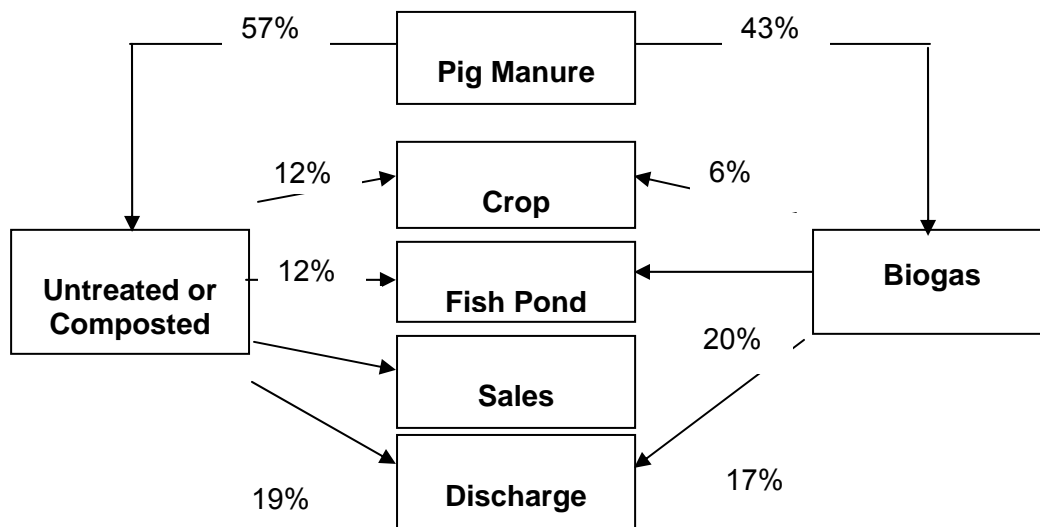 57%
43%
Pig Manure
12%
6%
Crop
Untreated or
Composted
12%
Fish Pond
Biogas
20%
Sales
19%
Discharge
17%